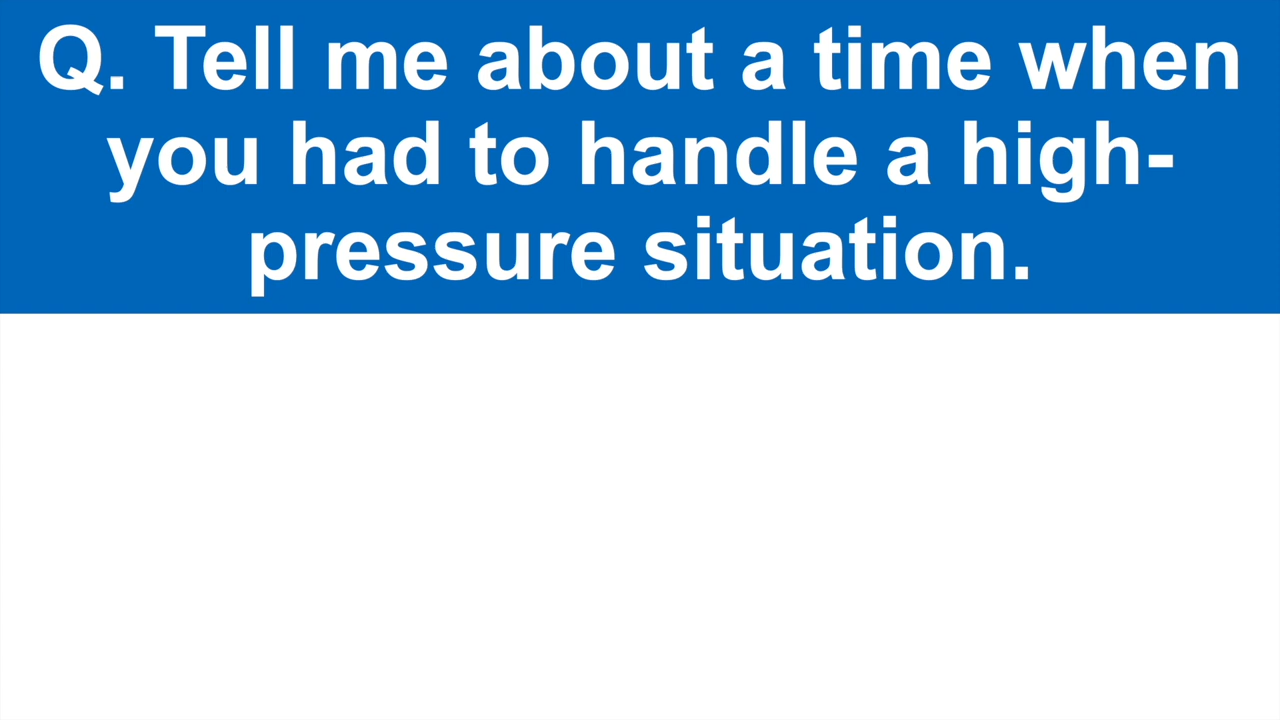 Q. Tell me about a time when
you had to handle a high-
pressure situation.